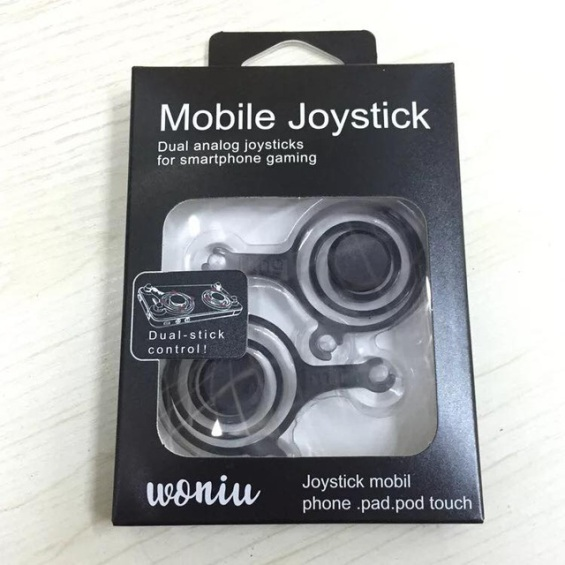 Mobile Joystick
Dual analog joysticks
for smartphone gaming
Dual-stick
control!
woniu
Joystick mobil
phone .pad.pod touch